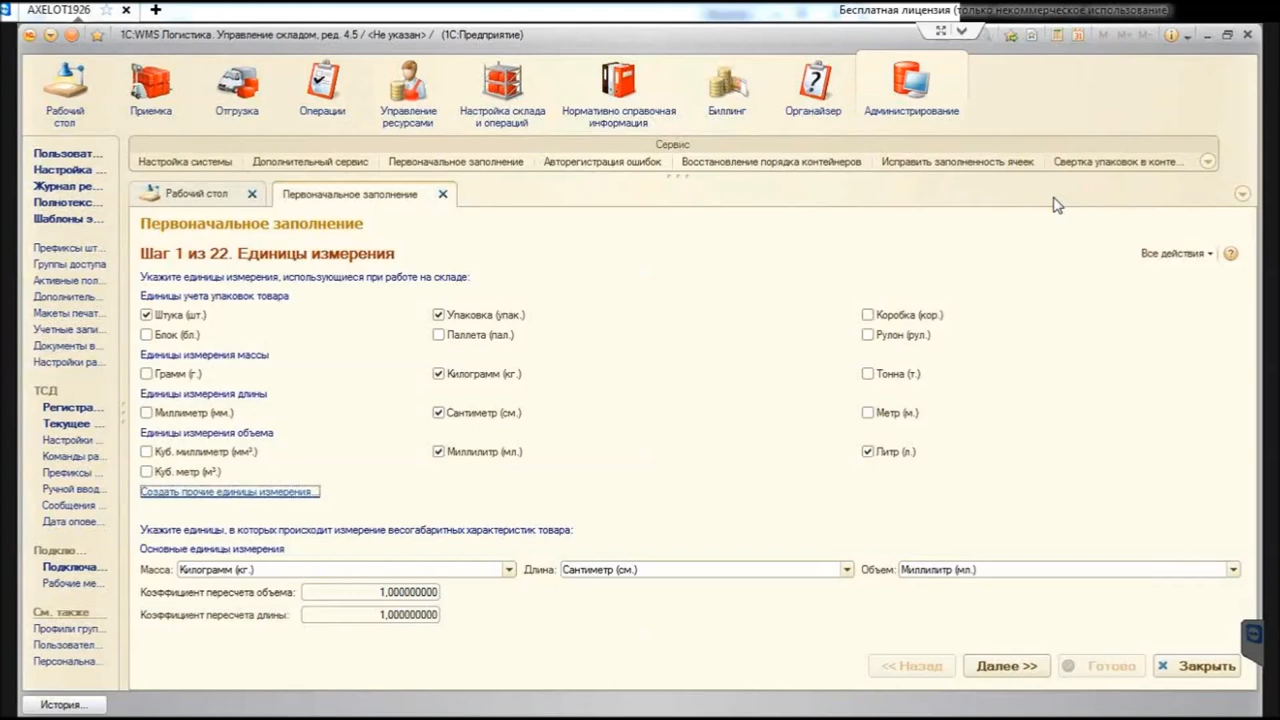 AXELOT1926
Бесплатная лицензия (только некоммерческое использование)
1С:WMS Логистика. Управление складом, ред. 4.5 / <Не указан> / (1С:Предприятие)
M M+ M-
Рабочий стол
Приемка
Отгрузка
Операции
Управление ресурсами
Настройка склада и операций
Нормативно справочная информация
Биллинг
Органайзер
Администрирование
Сервис
Настройка системы Дополнительный сервис Первоначальное заполнение Авторегистрация ошибок Восстановление порядка контейнеров Исправить заполненность ячеек Свертка упаковок в конте...
Пользоват...
Настройка ...
Журнал ре...
Полнотекс...
Шаблоны э...
Префиксы шт...
Группы доступа
Активные пол...
Дополнитель...
Макеты печат...
Учетные запи...
Документы в...
Настройки ра...
ТСД
Регистра...
Текущее ...
Настройки ...
Команды ра...
Префиксы ...
Ручной ввод...
Сообщения ...
Дата опове...
Подклю...
Подключа...
Рабочие ме...
См. также
Профили груп...
Пользовател...
Персональна...
Рабочий стол
Первоначальное заполнение
Первоначальное заполнение
Шаг 1 из 22. Единицы измерения
Все действия
Укажите единицы измерения, использующиеся при работе на складе:
Единицы учета упаковок товара
Штука (шт.) Упаковка (упак.) Коробка (кор.)
Блок (бл.) Паллета (пал.) Рулон (рул.)
Единицы измерения массы
Грамм (г.) Килограмм (кг.) Тонна (т.)
Единицы измерения длины
Миллиметр (мм.) Сантиметр (см.) Метр (м.)
Единицы измерения объема
Куб. миллиметр (мм³.) Миллилитр (мл.) Литр (л.)
Куб. метр (м³.)
Создать прочие единицы измерения...
Укажите единицы, в которых происходит измерение весогабаритных характеристик товара:
Основные единицы измерения
Масса: Килограмм (кг.) Длина: Сантиметр (см.) Объем: Миллилитр (мл.)
Коэффициент пересчета объема: 1,000000000
Коэффициент пересчета длины: 1,000000000
<< Назад Далее >> Готово Закрыть
История...